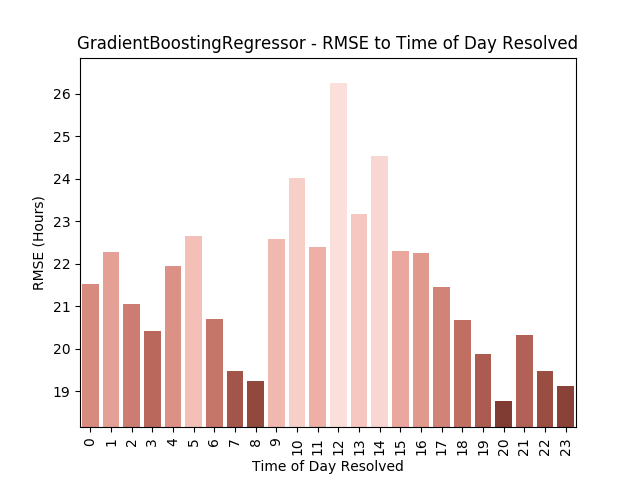 GradientBoostingRegressor - RMSE to Time of Day Resolved
26
25
24
23
22
21
20
19
RMSE (Hours)
0 1 2 3 4 5 6 7 8 9 10 11 12 13 14 15 16 17 18 19 20 21 22 23
Time of Day Resolved